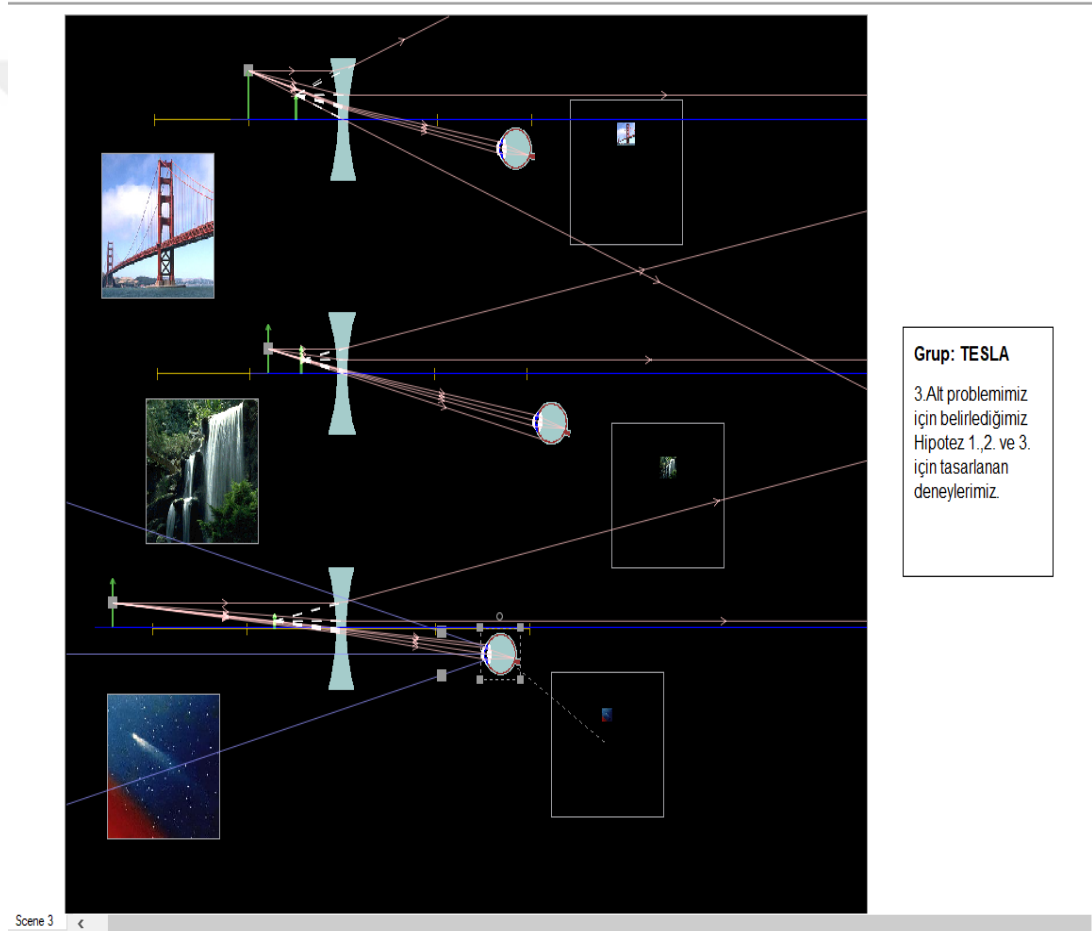 Grup: TESLA
3.Alt problemimiz
için belirlediğimiz
Hipotez 1.,2. ve 3.
için tasarlanan
deneylerimiz.
Scene 3